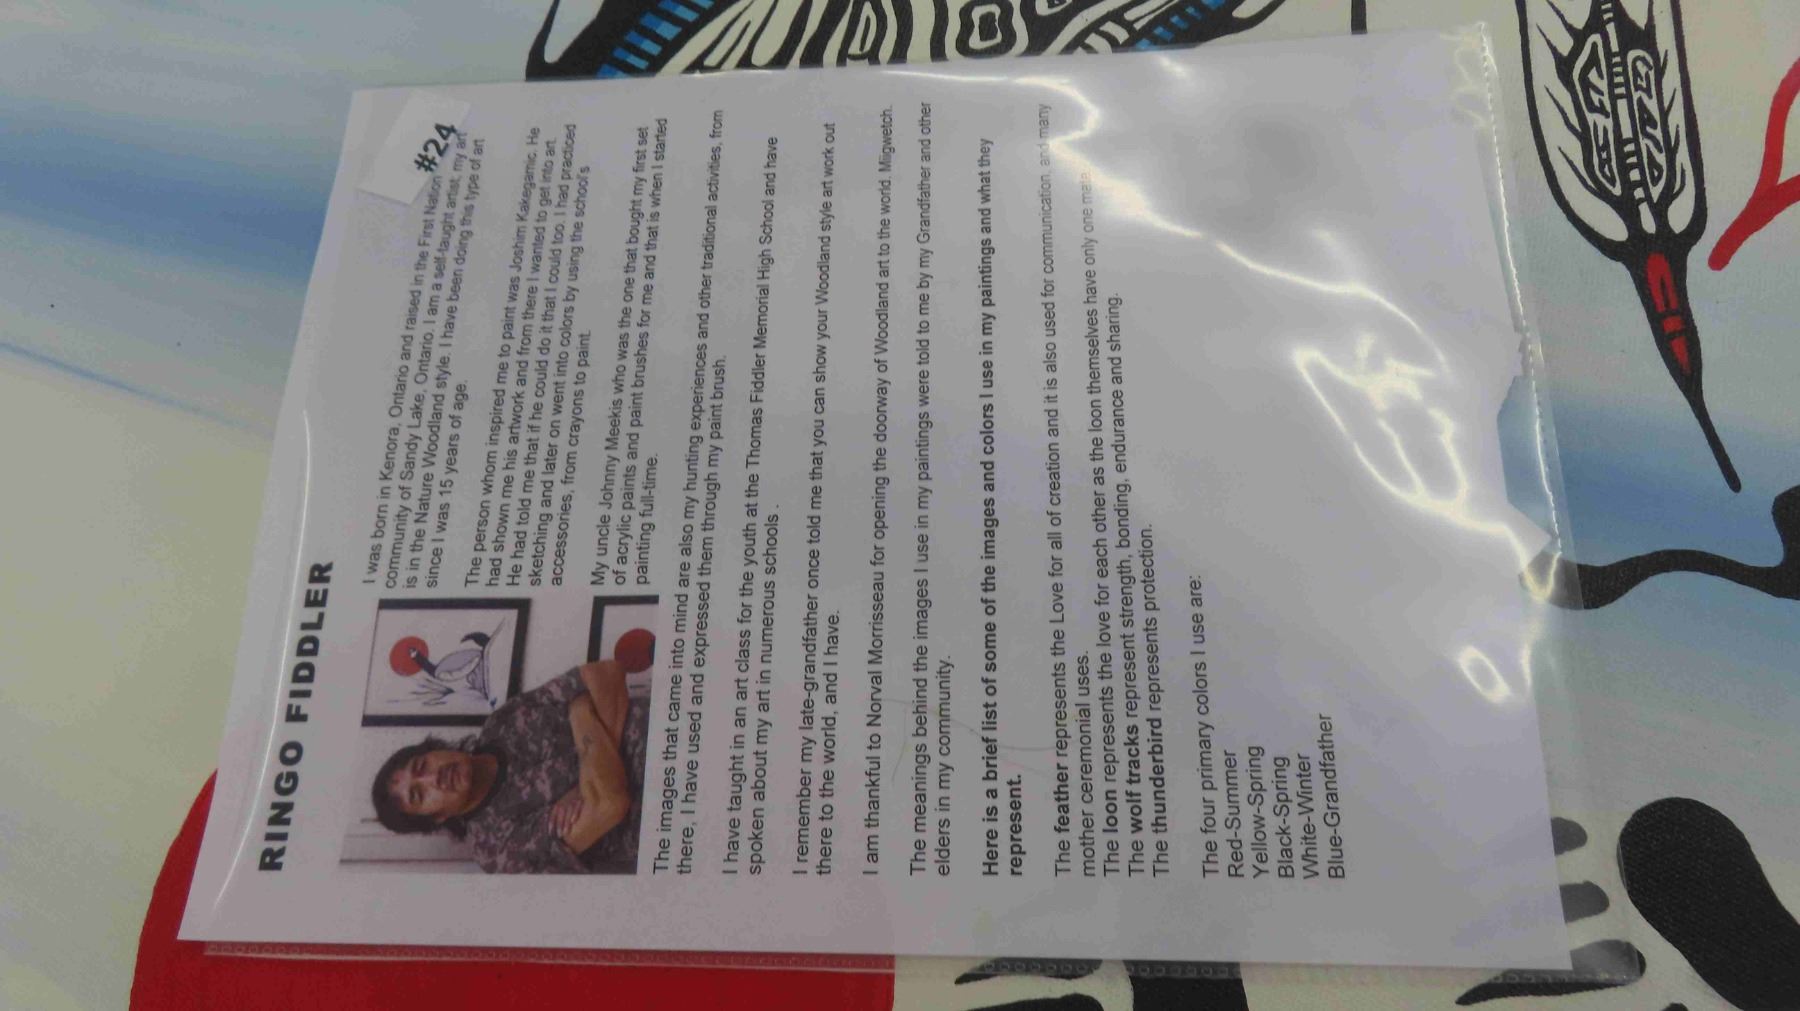 RINGO FIDDLER
#24
I was born in Kenora, Ontario and raised in the First Nation
community of Sandy Lake, Ontario. I am a self-taught artist, my art
is in the Nature Woodland style. I have been doing this type of art
since I was 15 years of age.
The person whom inspired me to paint was Joshim Kakegamic. He
had shown me his artwork and from there I wanted to get into art.
He had told me that if he could do it that I could too. I had practiced
sketching and later on went into colors by using the school's
accessories, from crayons to paint.
My uncle Johnny Meekis who was the one that bought my first set
of acrylic paints and paint brushes for me and that is when I started
painting full-time.
The images that came into mind are also my hunting experiences and other traditional activities, from
there, I have used and expressed them through my paint brush.
I have taught in an art class for the youth at the Thomas Fiddler Memorial High School and have
spoken about my art in numerous schools .
I remember my late-grandfather once told me that you can show your Woodland style art work out
there to the world, and I have.
I am thankful to Norval Morrisseau for opening the doorway of Woodland art to the world. Miigwetch.
The meanings behind the images I use in my paintings were told to me by my Grandfather and other
elders in my community.
Here is a brief list of some of the images and colors I use in my paintings and what they
represent.
The feather represents the Love for all of creation and it is also used for communication, and many
mother ceremonial uses.
The loon represents the love for each other as the loon themselves have only one mate.
The wolf tracks represent strength, bonding, endurance and sharing.
The thunderbird represents protection.
The four primary colors I use are:
Red-Summer
Yellow-Spring
Black-Spring
White-Winter
Blue-Grandfather